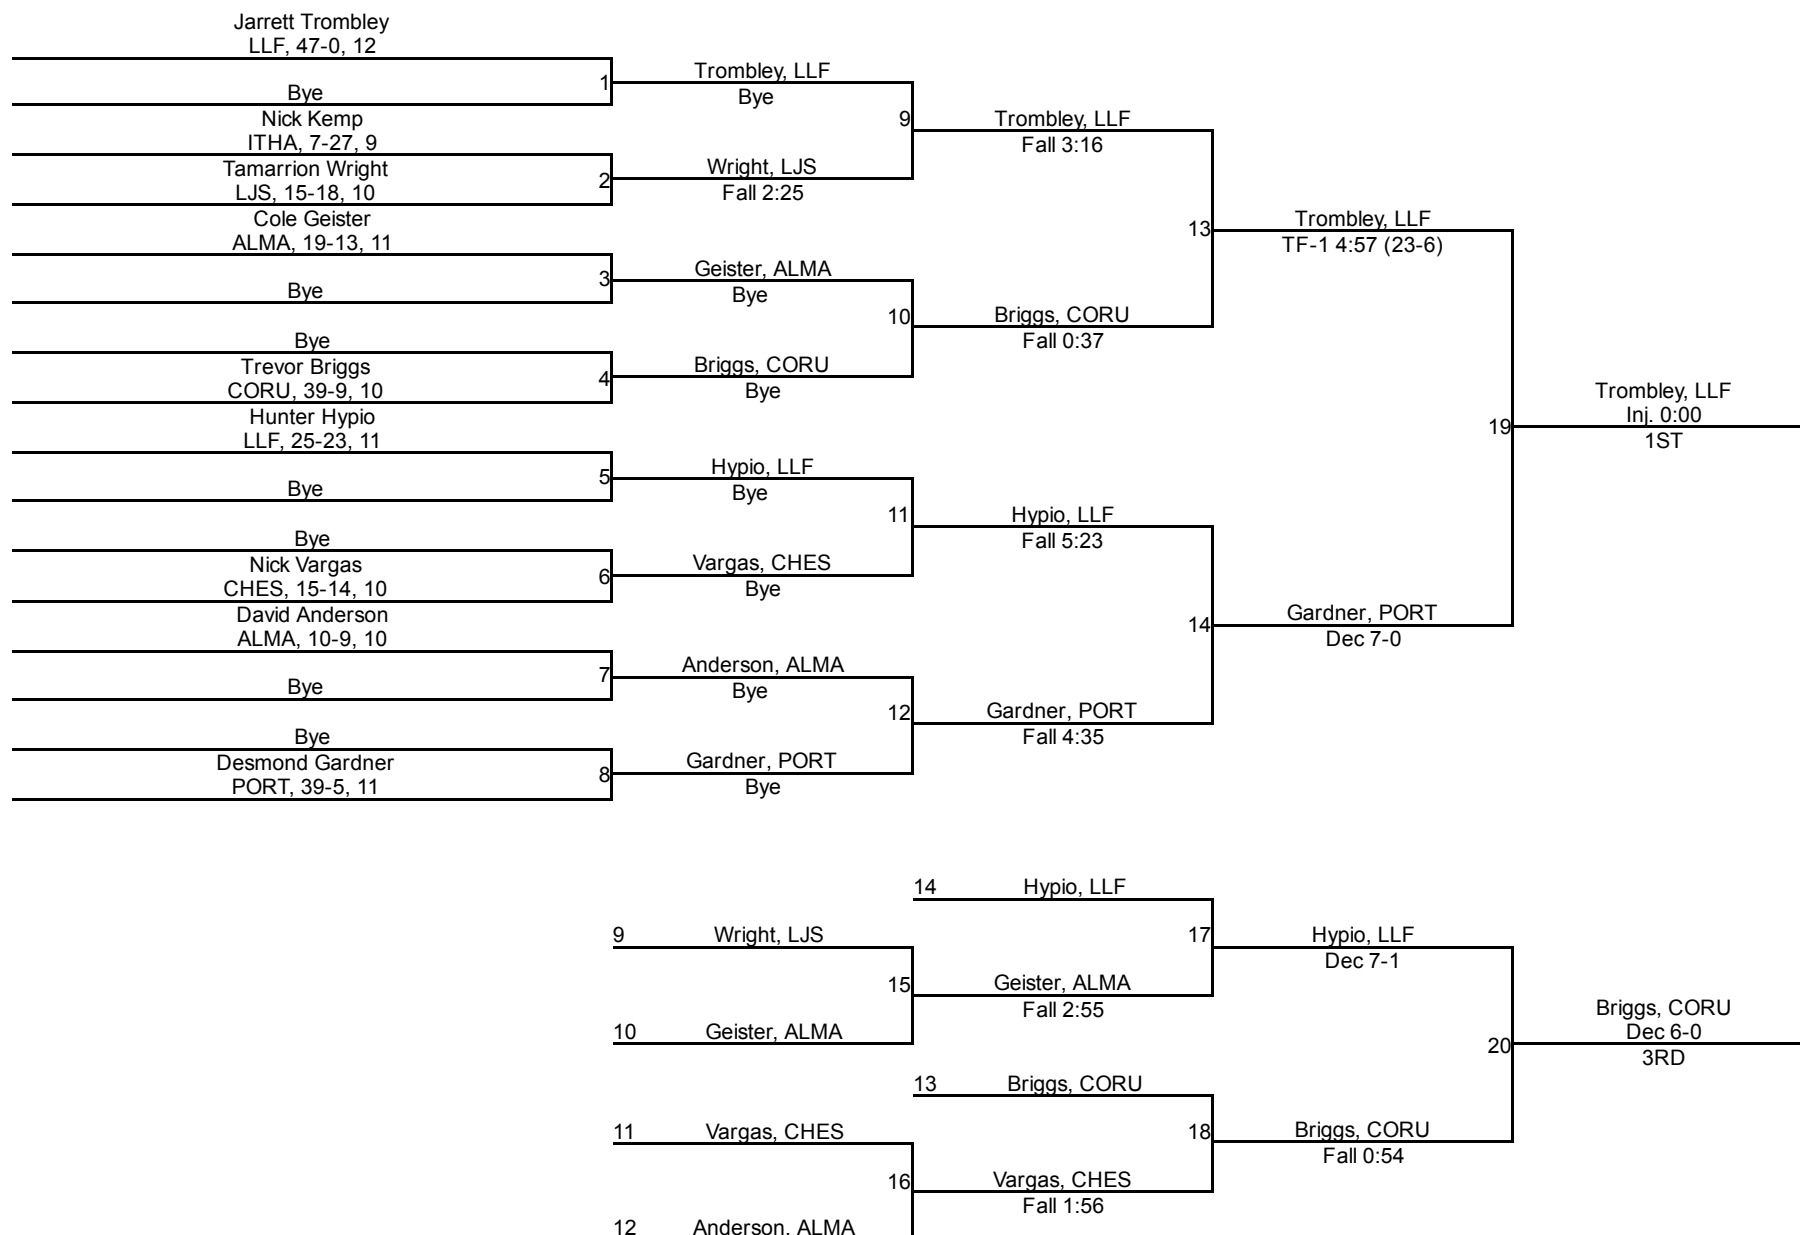 Jarrett Trombley
LLF, 47-0, 12
Bye
1
Nick Kemp
ITHA, 7-27, 9
Tamarrion Wright
LJS, 15-18, 10
2
Cole Geister
ALMA, 19-13, 11
Bye
3
Bye
Trevor Briggs
CORU, 39-9, 10
4
Hunter Hypio
LLF, 25-23, 11
Bye
5
Bye
Nick Vargas
CHES, 15-14, 10
6
David Anderson
ALMA, 10-9, 10
Bye
7
Bye
Desmond Gardner
PORT, 39-5, 11
8
Trombley, LLF
Bye
9
Wright, LJS
Fall 2:25
Geister, ALMA
Bye
10
Briggs, CORU
Bye
Hypio, LLF
Bye
11
Vargas, CHES
Bye
Anderson, ALMA
Bye
12
Gardner, PORT
Bye
Trombley, LLF
Fall 3:16
13
Briggs, CORU
Fall 0:37
Hypio, LLF
Fall 5:23
14
Gardner, PORT
Fall 4:35
Trombley, LLF
TF-1 4:57 (23-6)
19
Gardner, PORT
Dec 7-0
Trombley, LLF
Inj. 0:00
1ST
14 Hypio, LLF
9 Wright, LJS
15
10 Geister, ALMA
Geister, ALMA
Fall 2:55
17
13 Briggs, CORU
11 Vargas, CHES
16
12 Anderson, ALMA
Vargas, CHES
Fall 1:56
18
Hypio, LLF
Dec 7-1
20
Briggs, CORU
Fall 0:54
Briggs, CORU
Dec 6-0
3RD